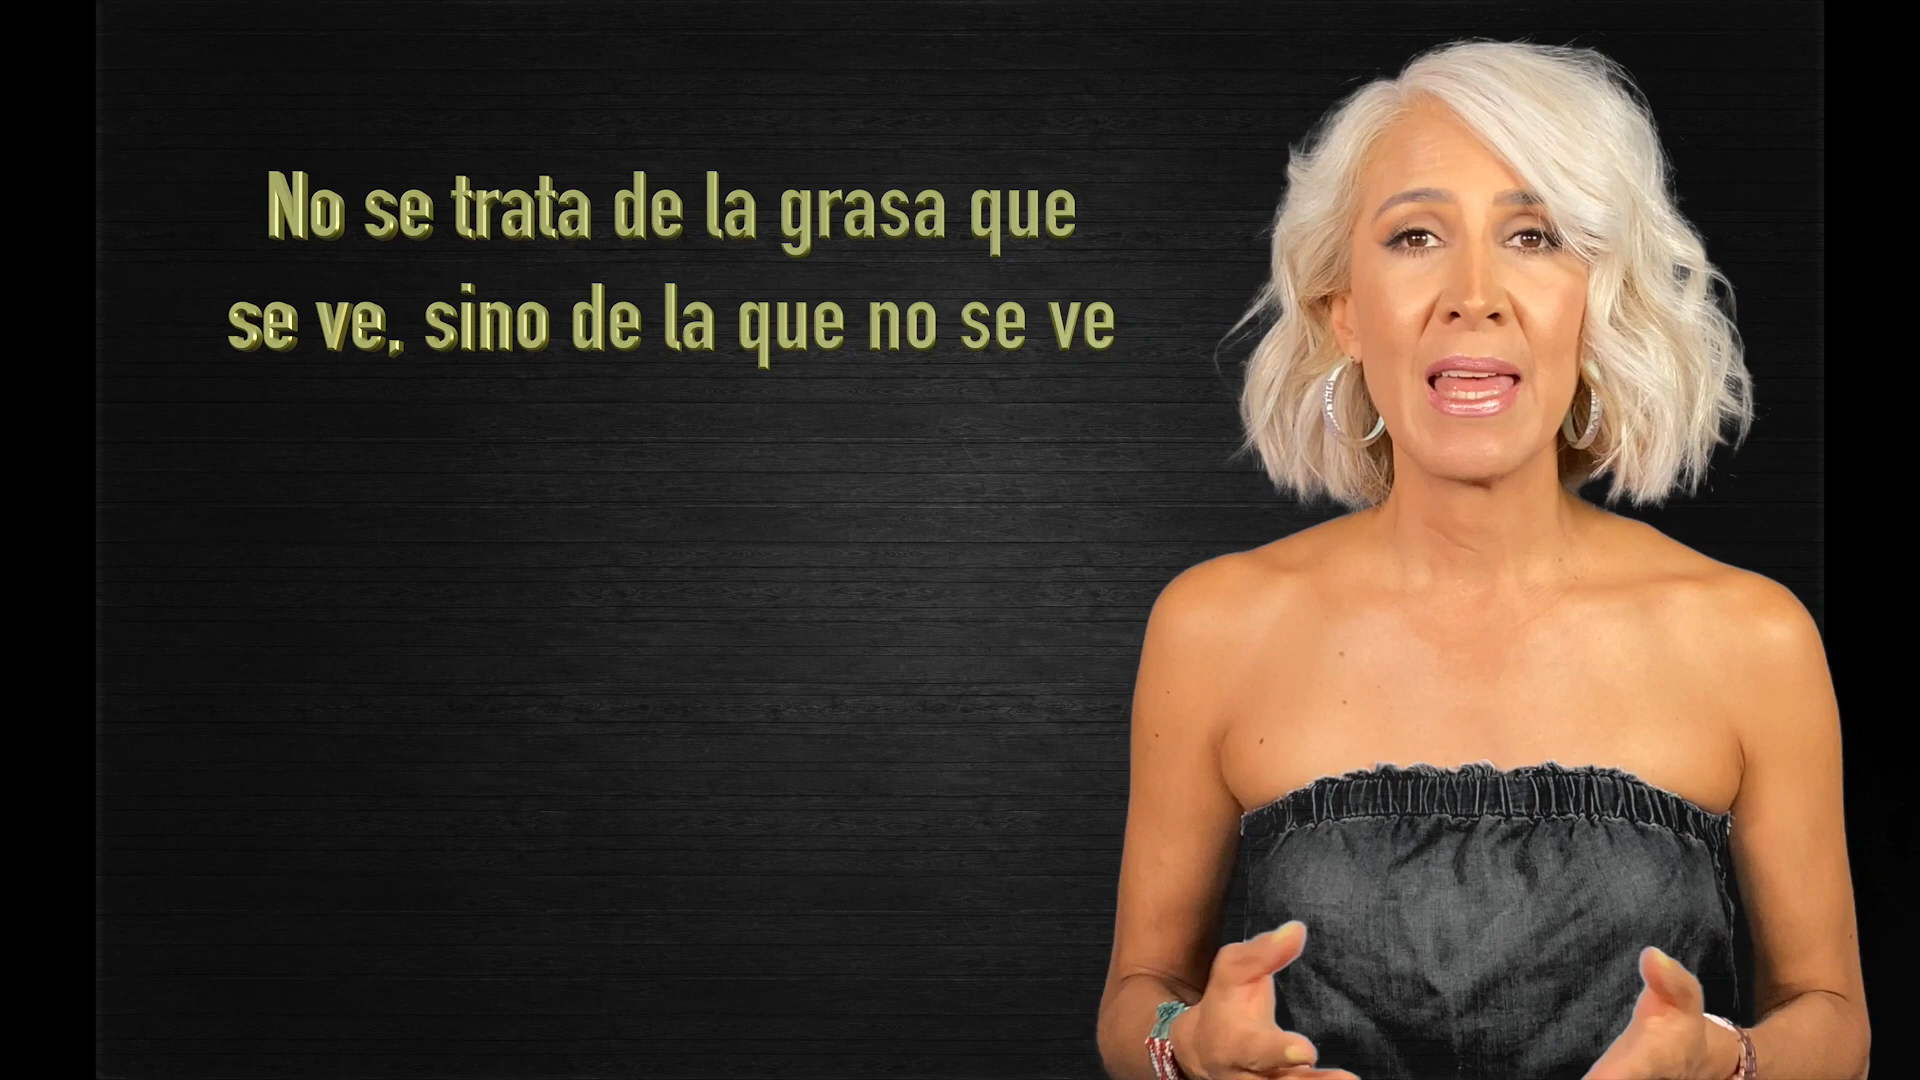 No se trata de la grasa que
se ve, sino de la que no se ve